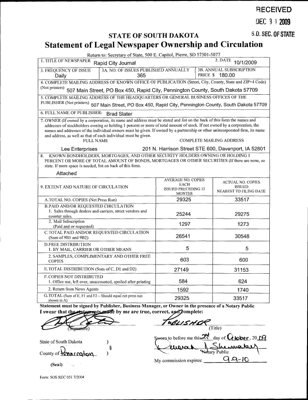 RECEIVED
DEC 31 2009
S.D. SEC. OF STATE
STATE OF SOUTH DAKOTA
Statement of Legal Newspaper Ownership and Circulation
Return to: Secretary of State, 500 E. Capitol, Pierre, SD 57501-5077
1. TITLE OF NEWSPAPER Rapid City Journal
2. DATE 10/1/2009
3. FREQUENCY OF ISSUE Daily
3A. NO. OF ISSUES PUBLISHED ANNUALLY 365
3B. ANNUAL SUBSCRIPTION PRICE $ 180.00
4. COMPLETE MAILING ADDRESS OF KNOWN OFFICE OF PUBLICATION (Street, City, County, State and ZIP+4 Code)
(Not printers) 507 Main Street, PO Box 450, Rapid City, Pennington County, South Dakota 57709
5. COMPLETE MAILING ADDRESS OF THE HEADQUARTERS OR GENERAL BUSINESS OFFICES OF THE
PUBLISHER (Not printers) 507 Main Street, PO Box 450, Rapid City, Pennington County, South Dakota 57709
6. FULL NAME OF PUBLISHER: Brad Slater
7. OWNER (If owned by a corporation, its name and address must be stated and list on the back of this form the names and
addresses of stockholders owning or holding 1 percent or more of total amount of stock. If not owned by a corporation, the
names and addresses of the individual owners must be given. If owned by a partnership or other unincorporated firm, its name
and address, as well as that of each individual must be given.)
FULL NAME COMPLETE MAILING ADDRESS
Lee Enterprises 201 N. Harrison Street STE 600, Davenport, IA 52801
8. KNOWN BONDHOLDERS, MORTGAGES, AND OTHER SECURITY HOLDERS OWNING OR HOLDING 1
PERCENT OR MORE OF TOTAL AMOUNT OF BONDS, MORTGAGES OR OTHER SECURITIES (If there are none, so
state. If more space is needed, list on back of this form.
Attached
9. EXTENT AND NATURE OF CIRCULATION
AVERAGE NO. COPIES EACH ISSUED PRECEDING 12 MONTHS
ACTUAL NO. COPIES ISSUED NEAREST TO FILING DATE
A. TOTAL NO. COPIES (Net Press Run) 29325 33517
B. PAID AND/OR REQUESTED CIRCULATION
1. Sales through dealers and carriers, street vendors and
counter sales. 25244 29275
2. Mail Subscription
(Paid and or requested) 1297 1273
C. TOTAL PAID AND/OR REQUESTED CIRCULATION
(Sum of 9B1 and 9B2) 26541 30548
D. FREE DISTRIBUTION
1. BY MAIL, CARRIER OR OTHER MEANS 5 5
2. SAMPLES, COMPLIMENTARY AND OTHER FREE
COPIES 603 600
E. TOTAL DISTRIBUTION (Sum of C, D1 and D2) 27149 31153
F. COPIES NOT DISTRIBUTED
1. Office use, left over, unaccounted, spoiled after printing 584 624
2. Return from News Agents 1592 1740
G. TOTAL (Sum of E, F1 and F2 - Should equal net press run
shown in A) 29325 33517
Statement must be signed by Publisher, Business Manager, or Owner in the presence of a Notary Public
I swear that the statements made by me are true, correct, and complete:
PUBLISHER
(Signature) (Title)
State of South Dakota )
County of Pennington )
(Seal)
Sworn to before me this day of October, 2009
Notary Public
My commission expires: 9-9-10